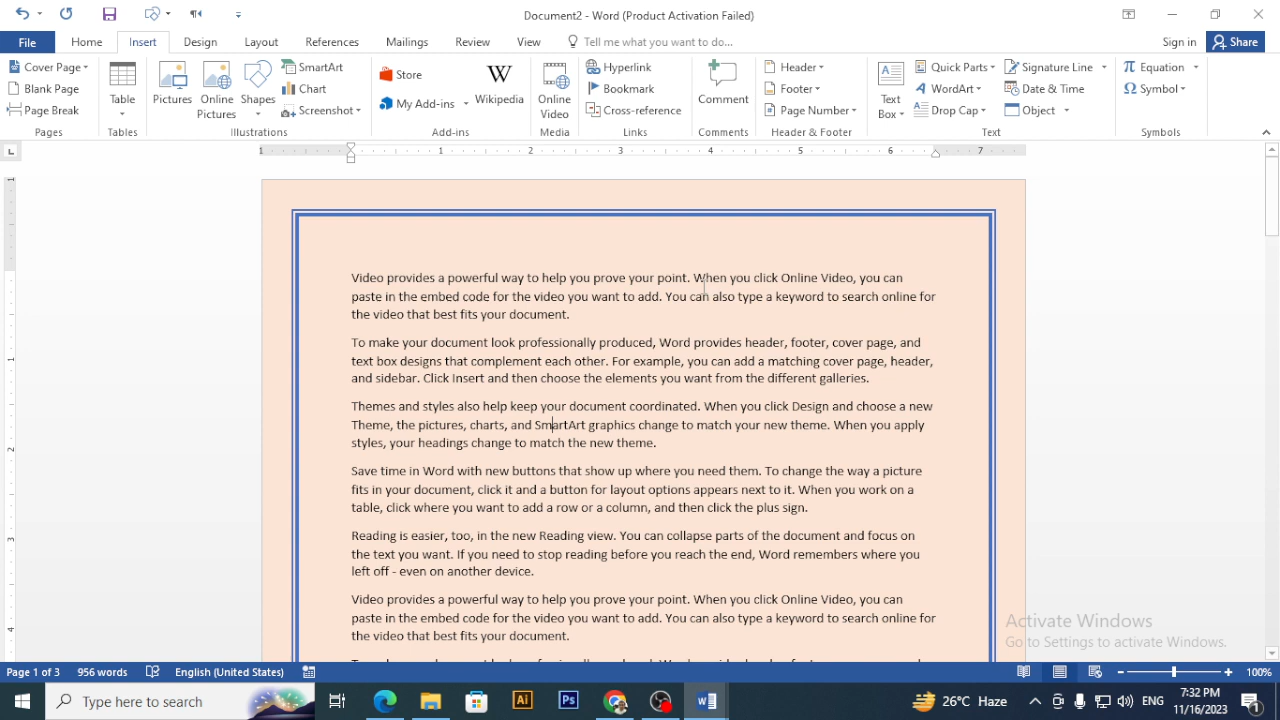 Document2 - Word (Product Activation Failed)
File Home Insert Design Layout References Mailings Review View Tell me what you want to do... Sign in Share
Cover Page
Blank Page
Page Break
Pages
Table
Tables
Pictures
Online Pictures
Shapes
SmartArt
Chart
Screenshot
Illustrations
Store
My Add-ins
W
Wikipedia
Add-ins
Online Video
Media
Hyperlink
Bookmark
Cross-reference
Links
Comment
Comments
Header
Footer
Page Number
Header & Footer
Text Box
Quick Parts
WordArt
Drop Cap
Signature Line
Date & Time
Object
Text
Equation
Symbol
Symbols
1 1 2 3 4 5 6 7
Video provides a powerful way to help you prove your point. When you click Online Video, you can
paste in the embed code for the video you want to add. You can also type a keyword to search online for
the video that best fits your document.
To make your document look professionally produced, Word provides header, footer, cover page, and
text box designs that complement each other. For example, you can add a matching cover page, header,
and sidebar. Click Insert and then choose the elements you want from the different galleries.
Themes and styles also help keep your document coordinated. When you click Design and choose a new
Theme, the pictures, charts, and SmartArt graphics change to match your new theme. When you apply
styles, your headings change to match the new theme.
Save time in Word with new buttons that show up where you need them. To change the way a picture
fits in your document, click it and a button for layout options appears next to it. When you work on a
table, click where you want to add a row or a column, and then click the plus sign.
Reading is easier, too, in the new Reading view. You can collapse parts of the document and focus on
the text you want. If you need to stop reading before you reach the end, Word remembers where you
left off - even on another device.
Video provides a powerful way to help you prove your point. When you click Online Video, you can
paste in the embed code for the video you want to add. You can also type a keyword to search online for
the video that best fits your document.
Activate Windows
Go to Settings to activate Windows.
Page 1 of 3 956 words English (United States) 100%
Type here to search Ai Ps 26°C Haze ENG 7:32 PM
11/16/2023 1